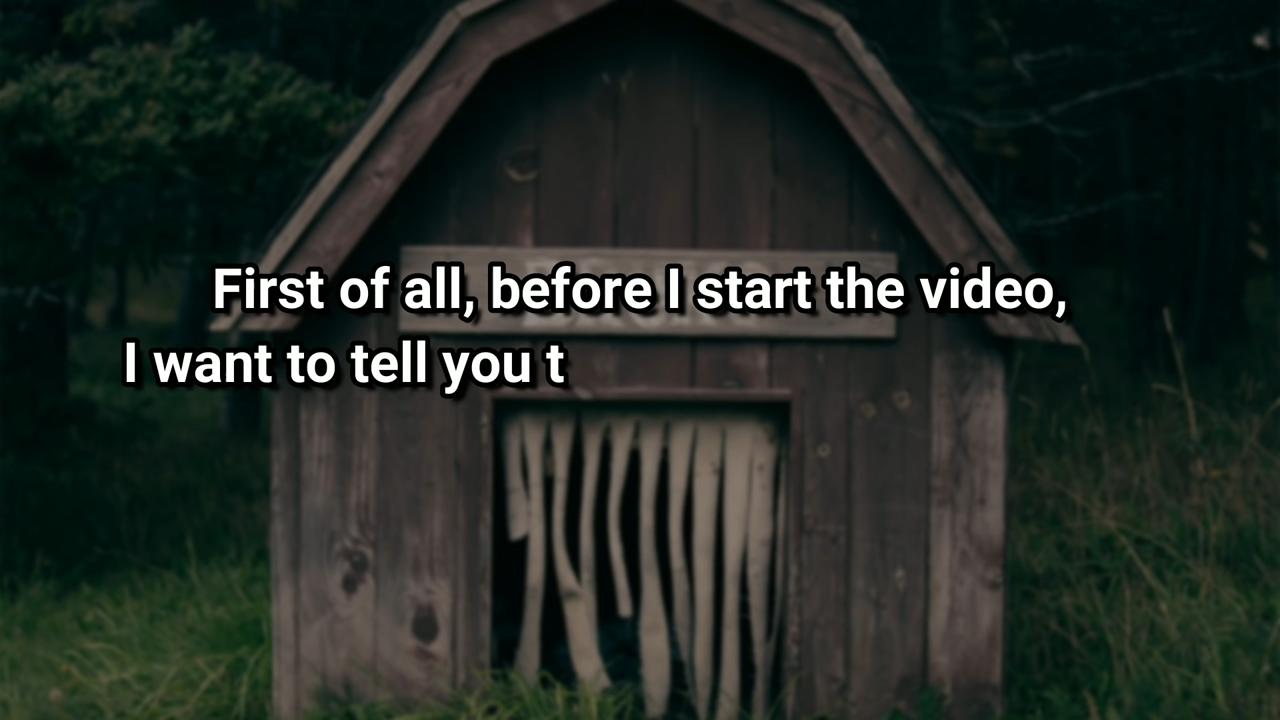 First of all, before I start the video,
I want to tell you t